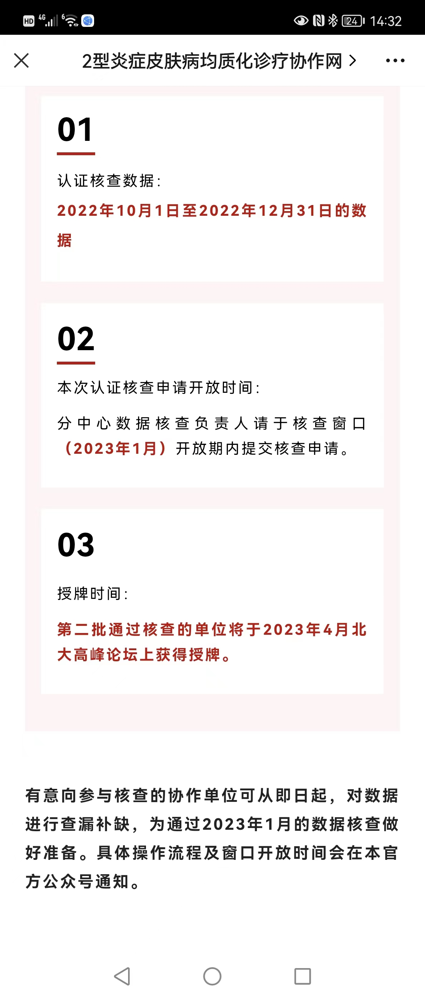 HD 4G 6 24 14:32
2型炎症皮肤病均质化诊疗协作网
01
认证核查数据:
2022年10月1日至2022年12月31日的数
据
02
本次认证核查申请开放时间:
分中心数据核查负责人请于核查窗口
（2023年1月）开放期内提交核查申请。
03
授牌时间:
第二批通过核查的单位将于2023年4月北
大高峰论坛上获得授牌。
有意向参与核查的协作单位可从即日起，对数据
进行查漏补缺，为通过2023年1月的数据核查做
好准备。具体操作流程及窗口开放时间会在本官
方公众号通知。